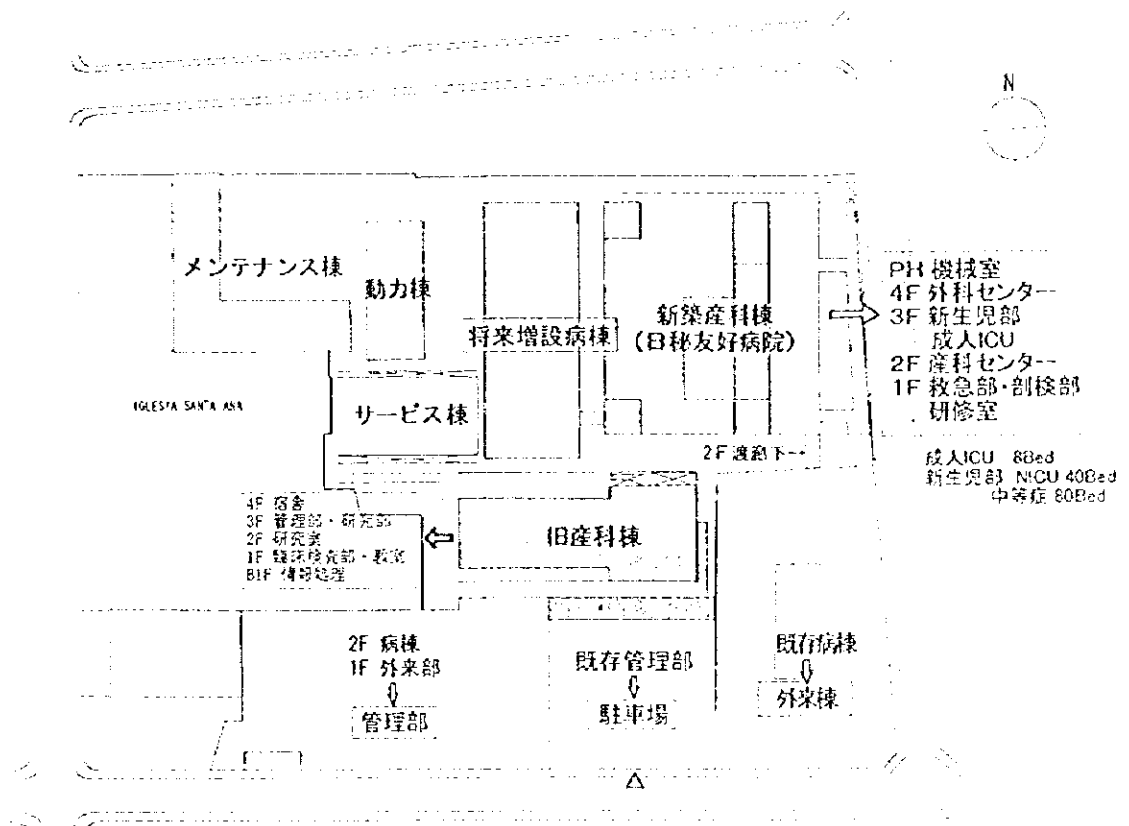 N
メンテナンス棟
動力棟
将来増設病棟
新築産科棟
(日秘友好病院)
PH 機械室
4F 外科センター
3F 新生児部
成人ICU
2F 産科センター
1F 救急部・剖検部
研修室
IGLESIA SANTA ANA
サービス棟
2F渡廊下
成人ICU 8Bed
新生児部 NICU 40Bed
中等症 80Bed
4F 宿舎
3F 管理部・研究部
2F 研究室
1F 臨床検査部・教室
B1F 情報処理
旧産科棟
2F 病棟
1F 外来部
管理部
既存管理部
駐車場
既存病棟
外来棟